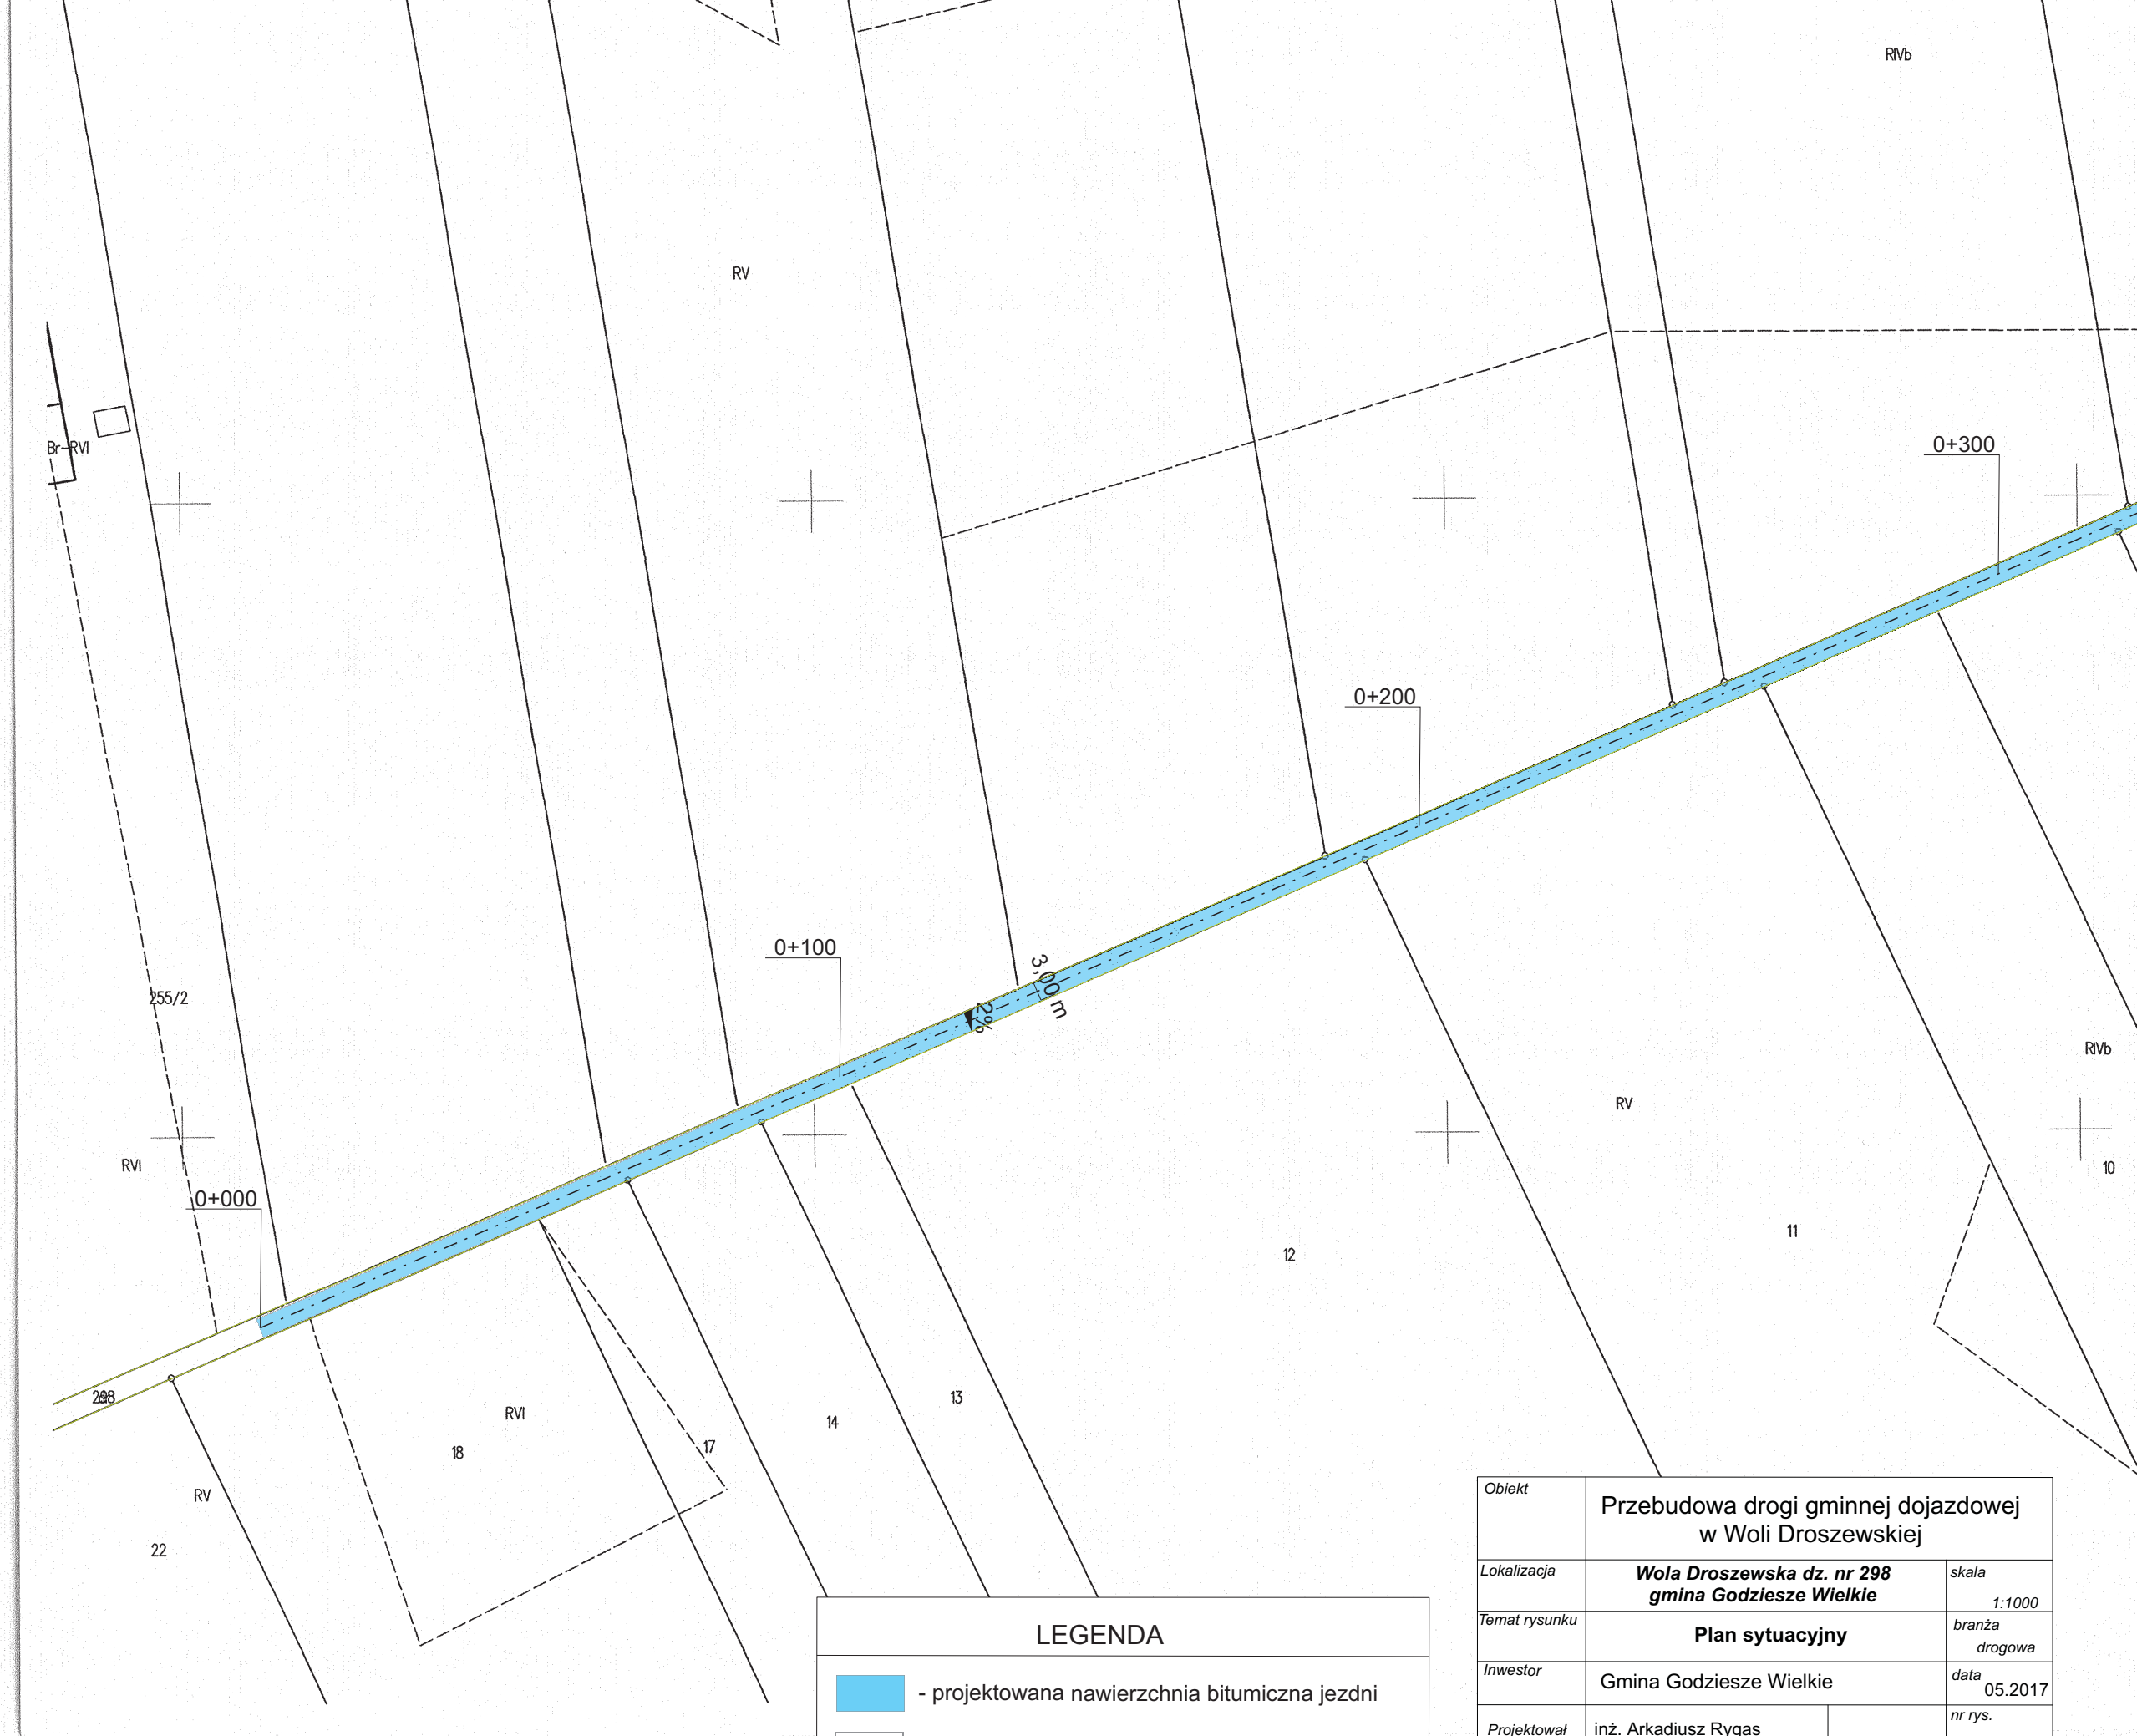 RIVb
RV
0+300
Br-RVI
0+200
0+100
3,00 m
2%
255/2
RIVb
RV
RVI
10
0+000
11
12
298
13
RVI
14
17
18
RV
22
Obiekt
Przebudowa drogi gminnej dojazdowej
w Woli Droszewskiej
Lokalizacja
Wola Droszewska dz. nr 298
gmina Godziesze Wielkie
skala
1:1000
Temat rysunku
Plan sytuacyjny
branża
drogowa
Inwestor
Gmina Godziesze Wielkie
data
05.2017
Projektował
inż. Arkadiusz Rygas
nr rys.
LEGENDA
- projektowana nawierzchnia bitumiczna jezdni